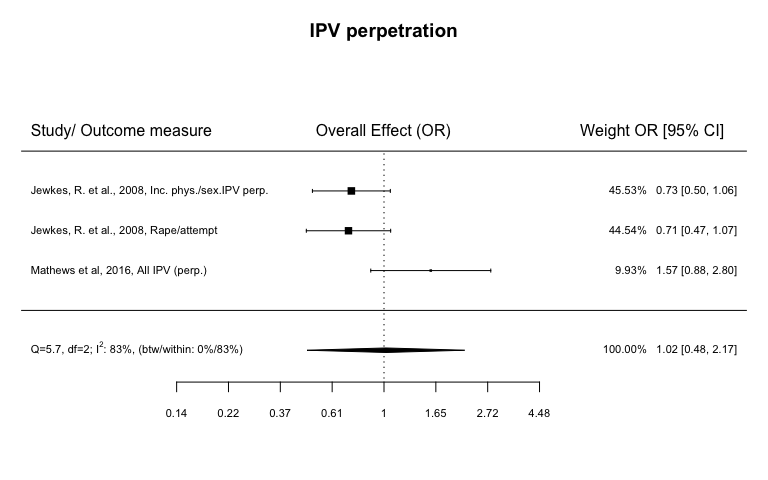 IPV perpetration
Study/ Outcome measure Overall Effect (OR) Weight OR [95% CI]
Jewkes, R. et al., 2008, Inc. phys./sex.IPV perp. 45.53% 0.73 [0.50, 1.06]
Jewkes, R. et al., 2008, Rape/attempt 44.54% 0.71 [0.47, 1.07]
Mathews et al, 2016, All IPV (perp.) 9.93% 1.57 [0.88, 2.80]
Q=5.7, df=2; I²: 83%, (btw/within: 0%/83%) 100.00% 1.02 [0.48, 2.17]
0.14 0.22 0.37 0.61 1 1.65 2.72 4.48